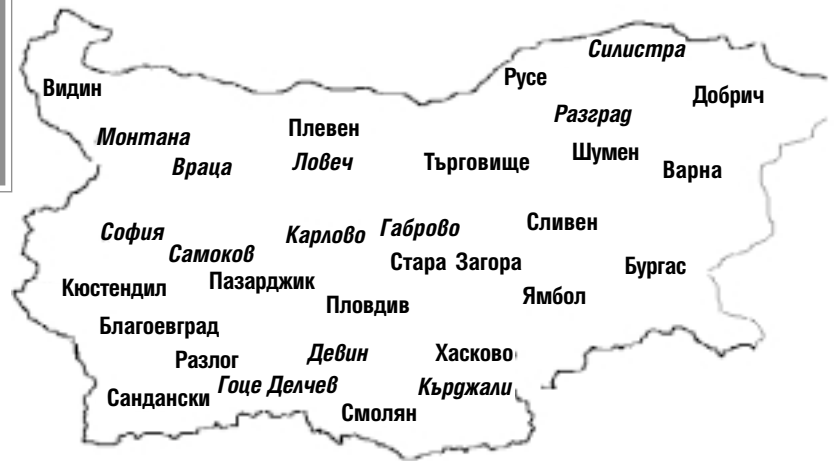 Силистра
Русе
Видин
Добрич
Разград
Плевен
Монтана
Шумен
Враца
Ловеч
Търговище
Варна
Сливен
София
Карлово
Габрово
Самоков
Стара Загора
Бургас
Кюстендил
Пазарджик
Ямбол
Пловдив
Благоевград
Разлог
Девин
Хасково
Гоце Делчев
Кърджали
Сандански
Смолян